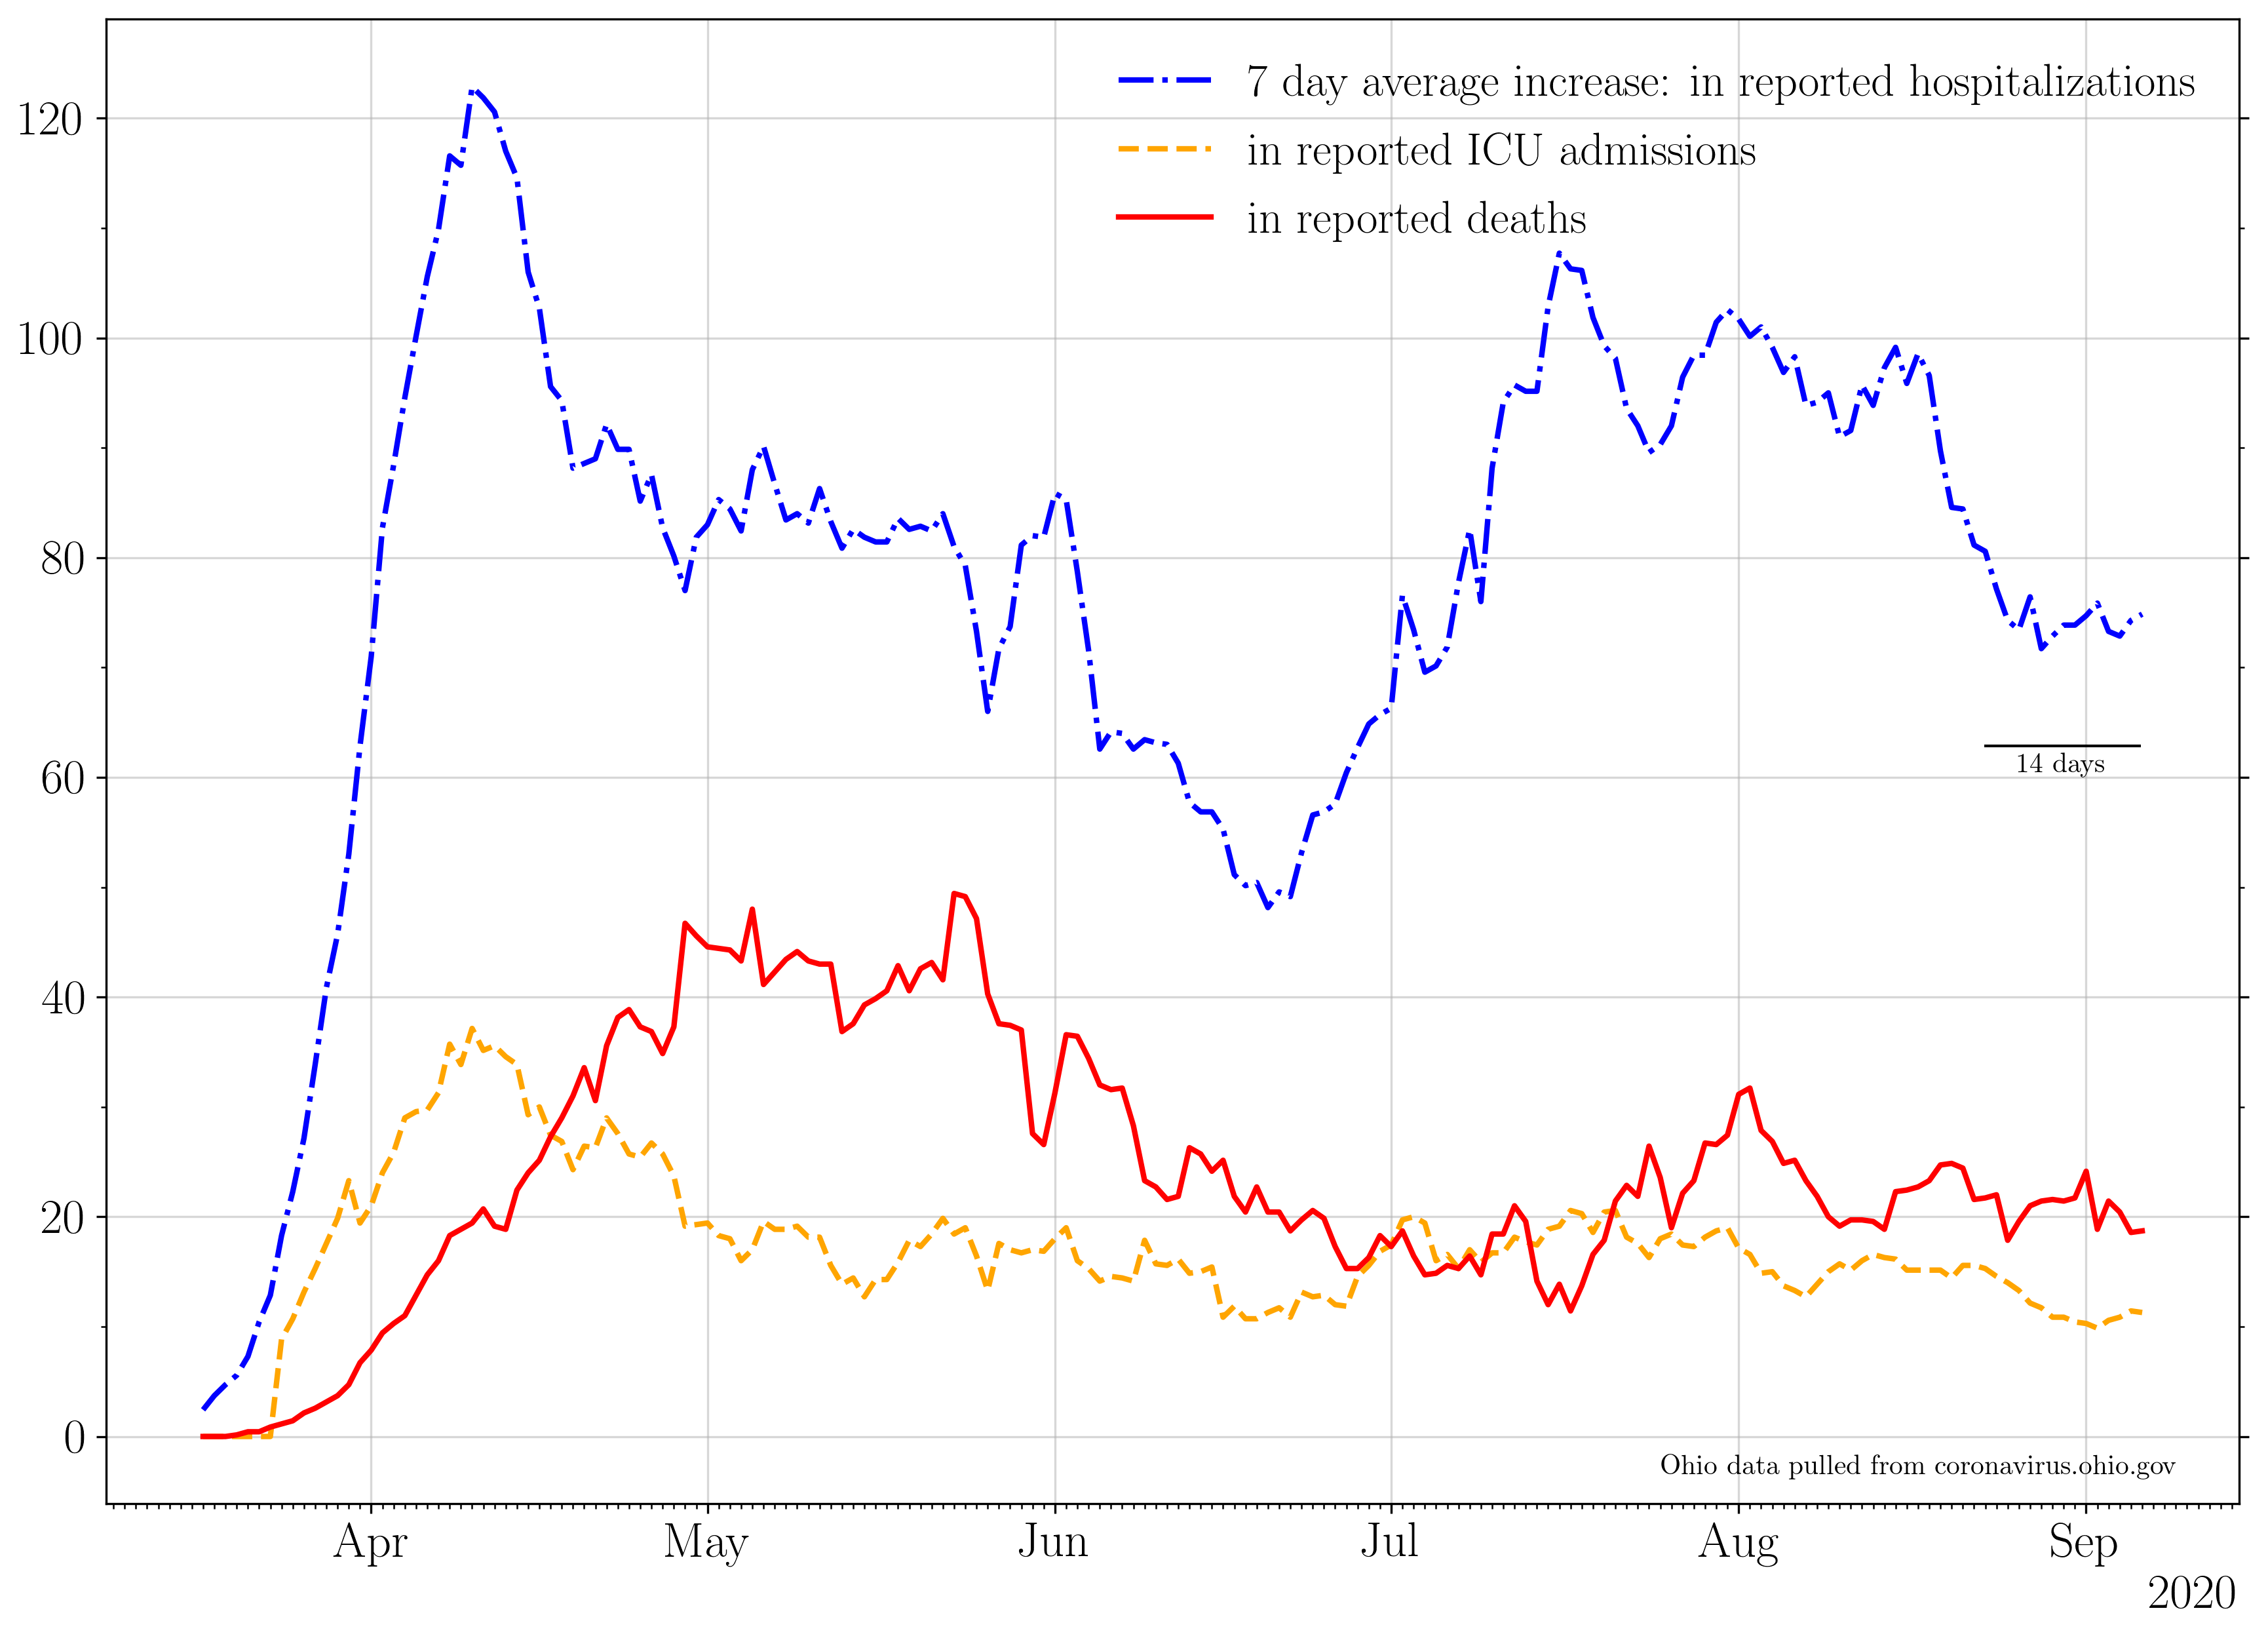 7 day average increase: in reported hospitalizations
in reported ICU admissions
in reported deaths
120
100
80
60
40
20
0
14 days
Ohio data pulled from coronavirus.ohio.gov
Apr May Jun Jul Aug Sep
2020